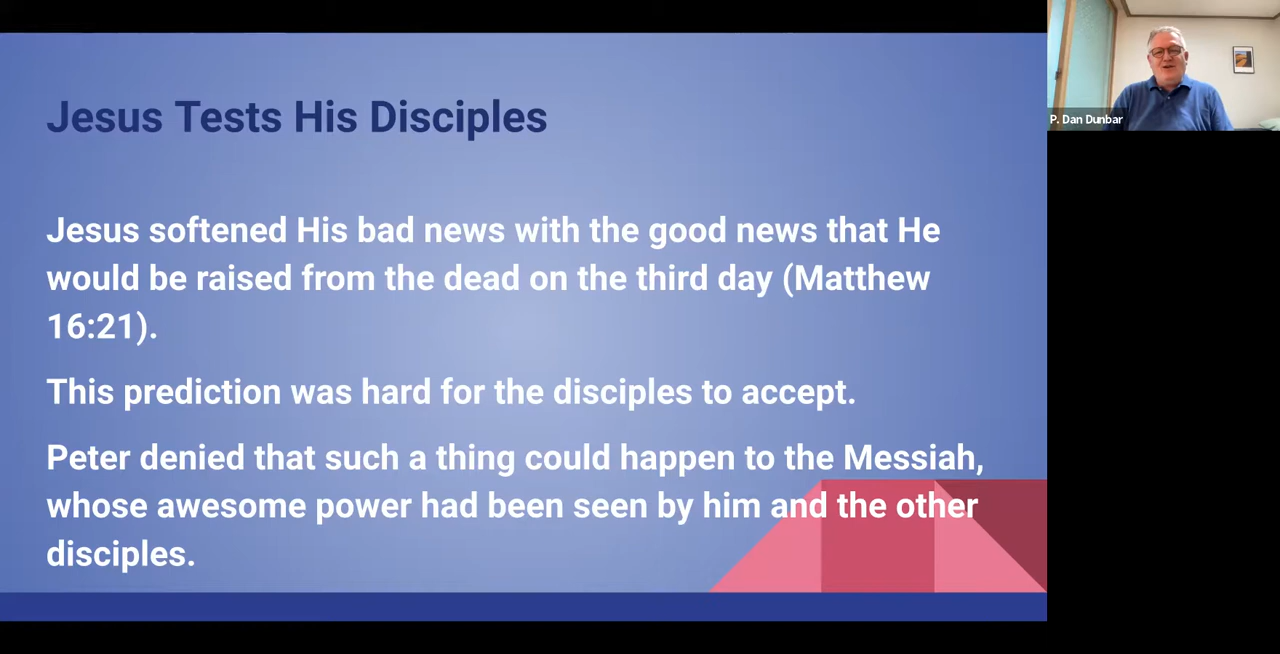 Jesus Tests His Disciples
P. Dan Dunbar
Jesus softened His bad news with the good news that He
would be raised from the dead on the third day (Matthew
16:21).
This prediction was hard for the disciples to accept.
Peter denied that such a thing could happen to the Messiah,
whose awesome power had been seen by him and the other
disciples.